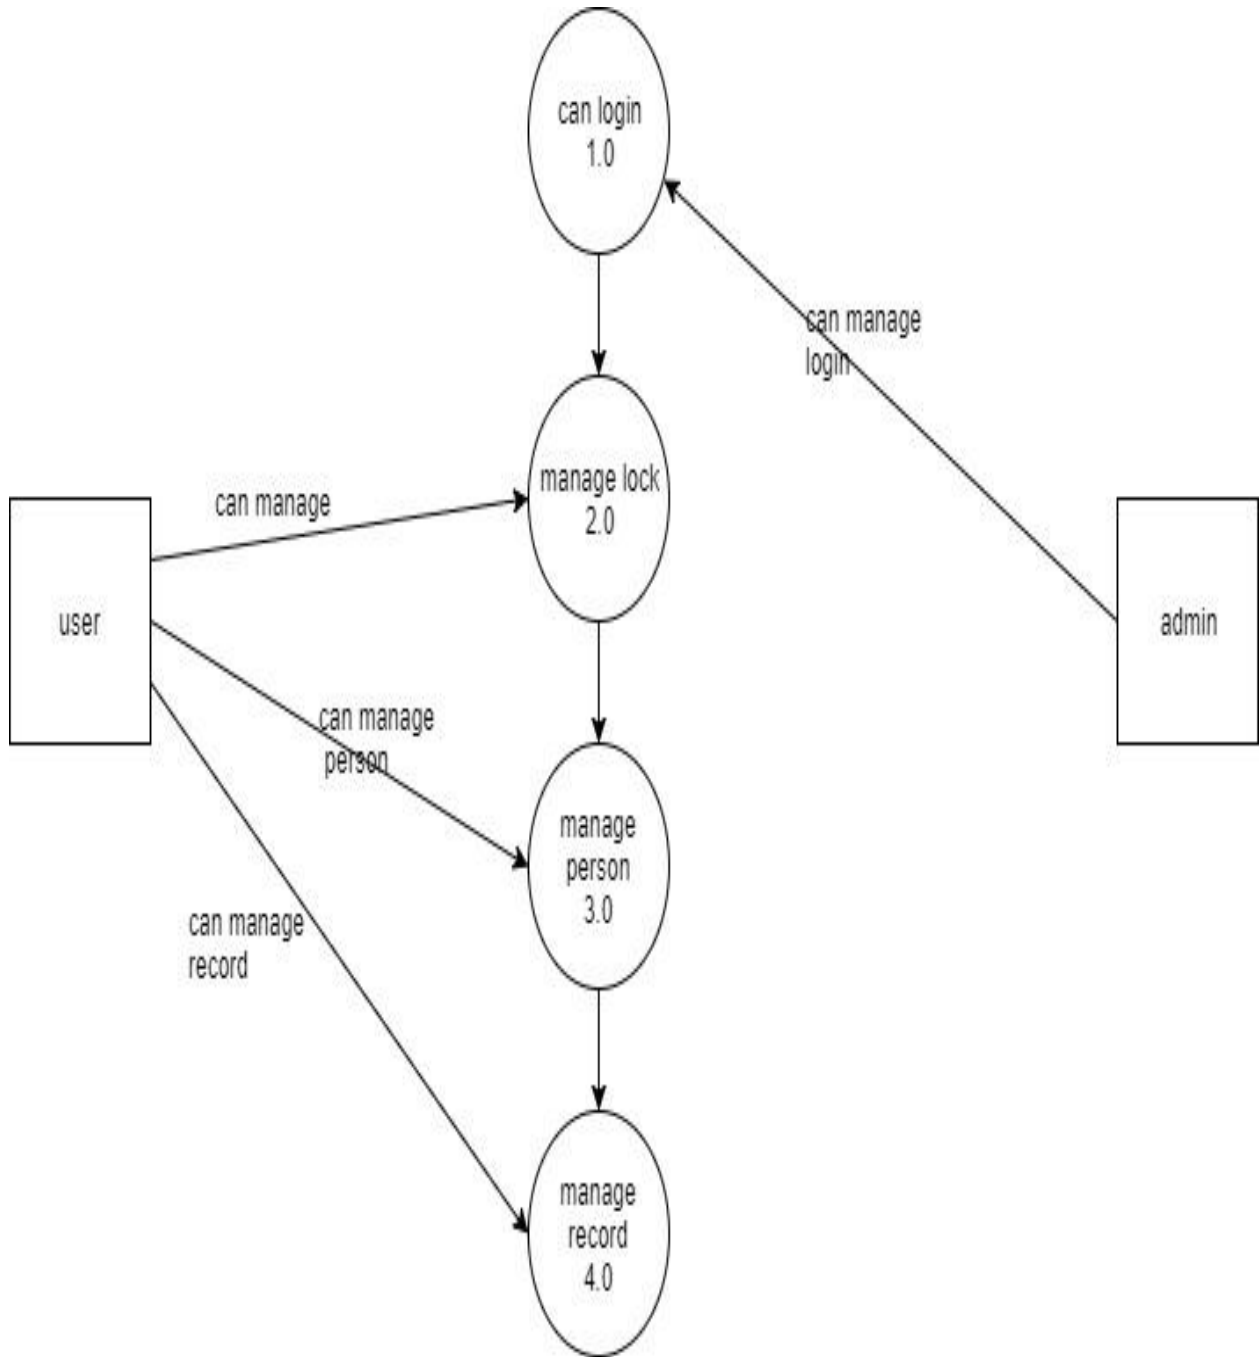 can login
1.0
can manage
login
manage lock
2.0
can manage
user
admin
can manage
person
manage
person
3.0
can manage
record
manage
record
4.0